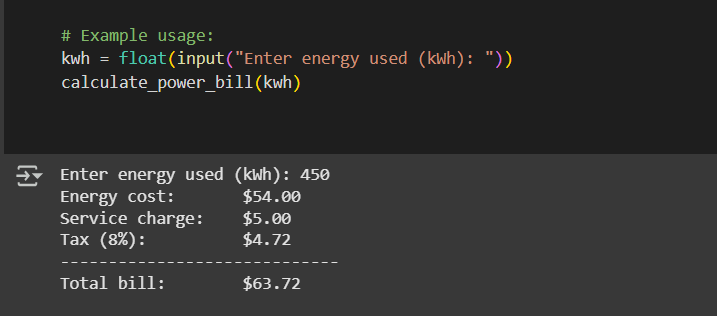 # Example usage:
kwh = float(input("Enter energy used (kWh): "))
calculate_power_bill(kwh)
Enter energy used (kWh): 450
Energy cost: $54.00
Service charge: $5.00
Tax (8%): $4.72
-----------------------------
Total bill: $63.72